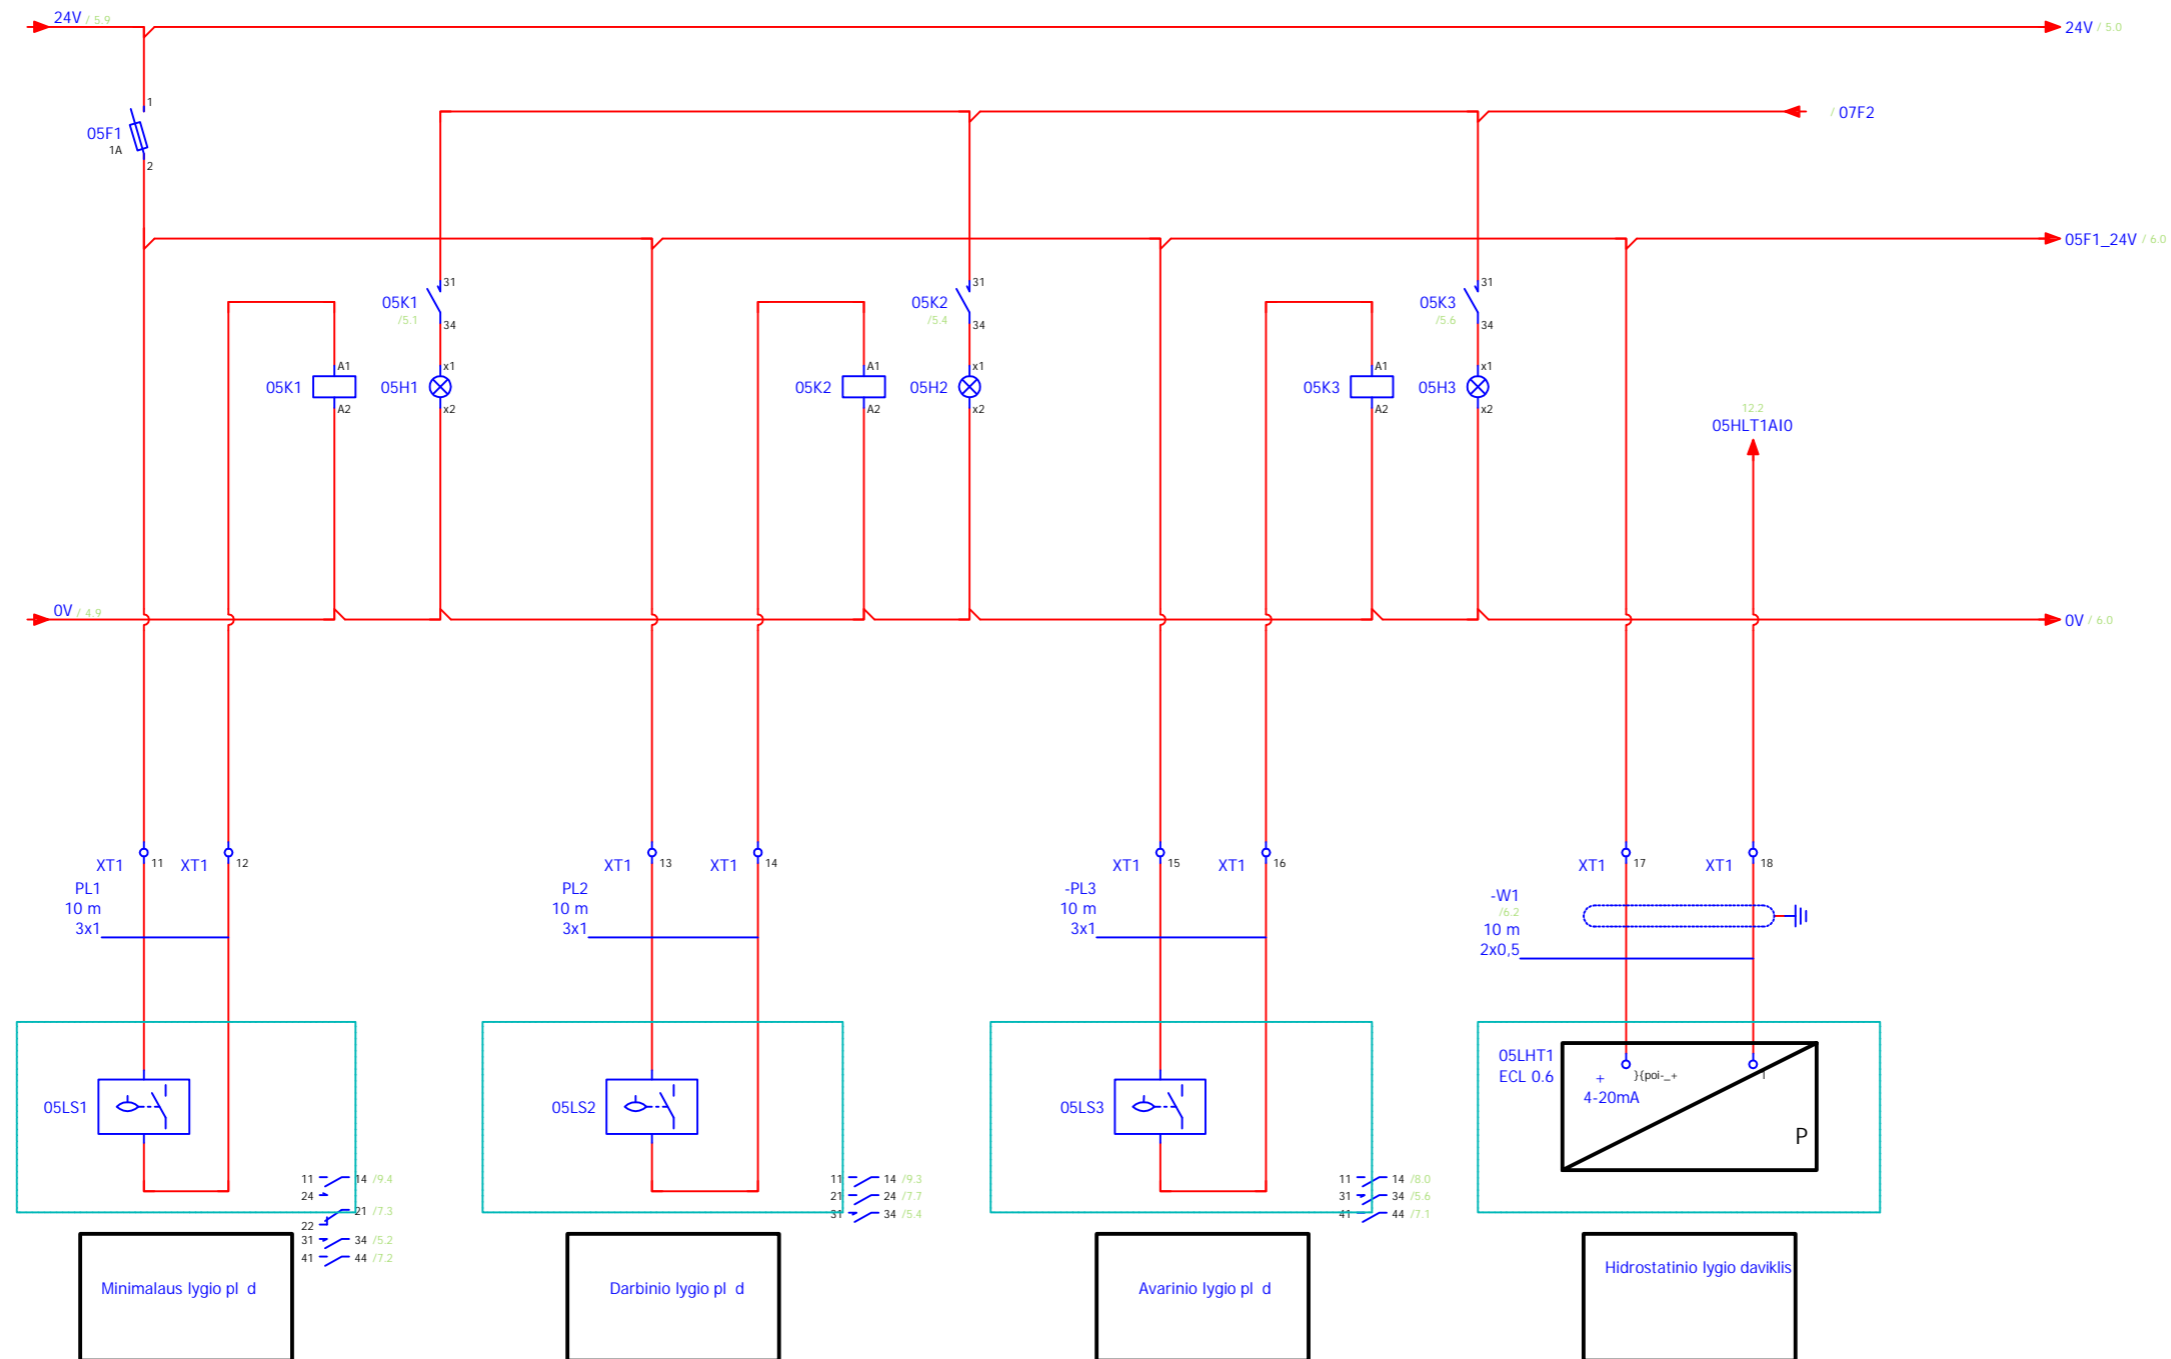 24V / 5.9
24V / 5.0
1
05F1
1A
2
/ 07F2
05F1_24V / 6.0
31
05K1
/5.1
34
31
05K2
/5.4
34
31
05K3
/5.6
34
A1
05K1
A2
x1
05H1
x2
A1
05K2
A2
x1
05H2
x2
A1
05K3
A2
x1
05H3
x2
12.2
05HLT1AI0
0V / 4.9
0V / 6.0
XT1 11
XT1 12
XT1 13
XT1 14
XT1 15
XT1 16
XT1 17
XT1 18
PL1
10 m
3x1
PL2
10 m
3x1
-PL3
10 m
3x1
-W1
/6.2
10 m
2x0,5
05LS1
05LS2
05LS3
05LHT1
ECL 0.6
+ }{poi-_+
4-20mA
P
11 14 /9.4
24
21 /7.3
22
31 34 /5.2
41 44 /7.2
11 14 /9.3
21 24 /7.7
31 34 /5.4
11 14 /8.0
31 34 /5.6
41 44 /7.1
Minimalaus lygio pl d
Darbinio lygio pl d
Avarinio lygio pl d
Hidrostatinio lygio daviklis